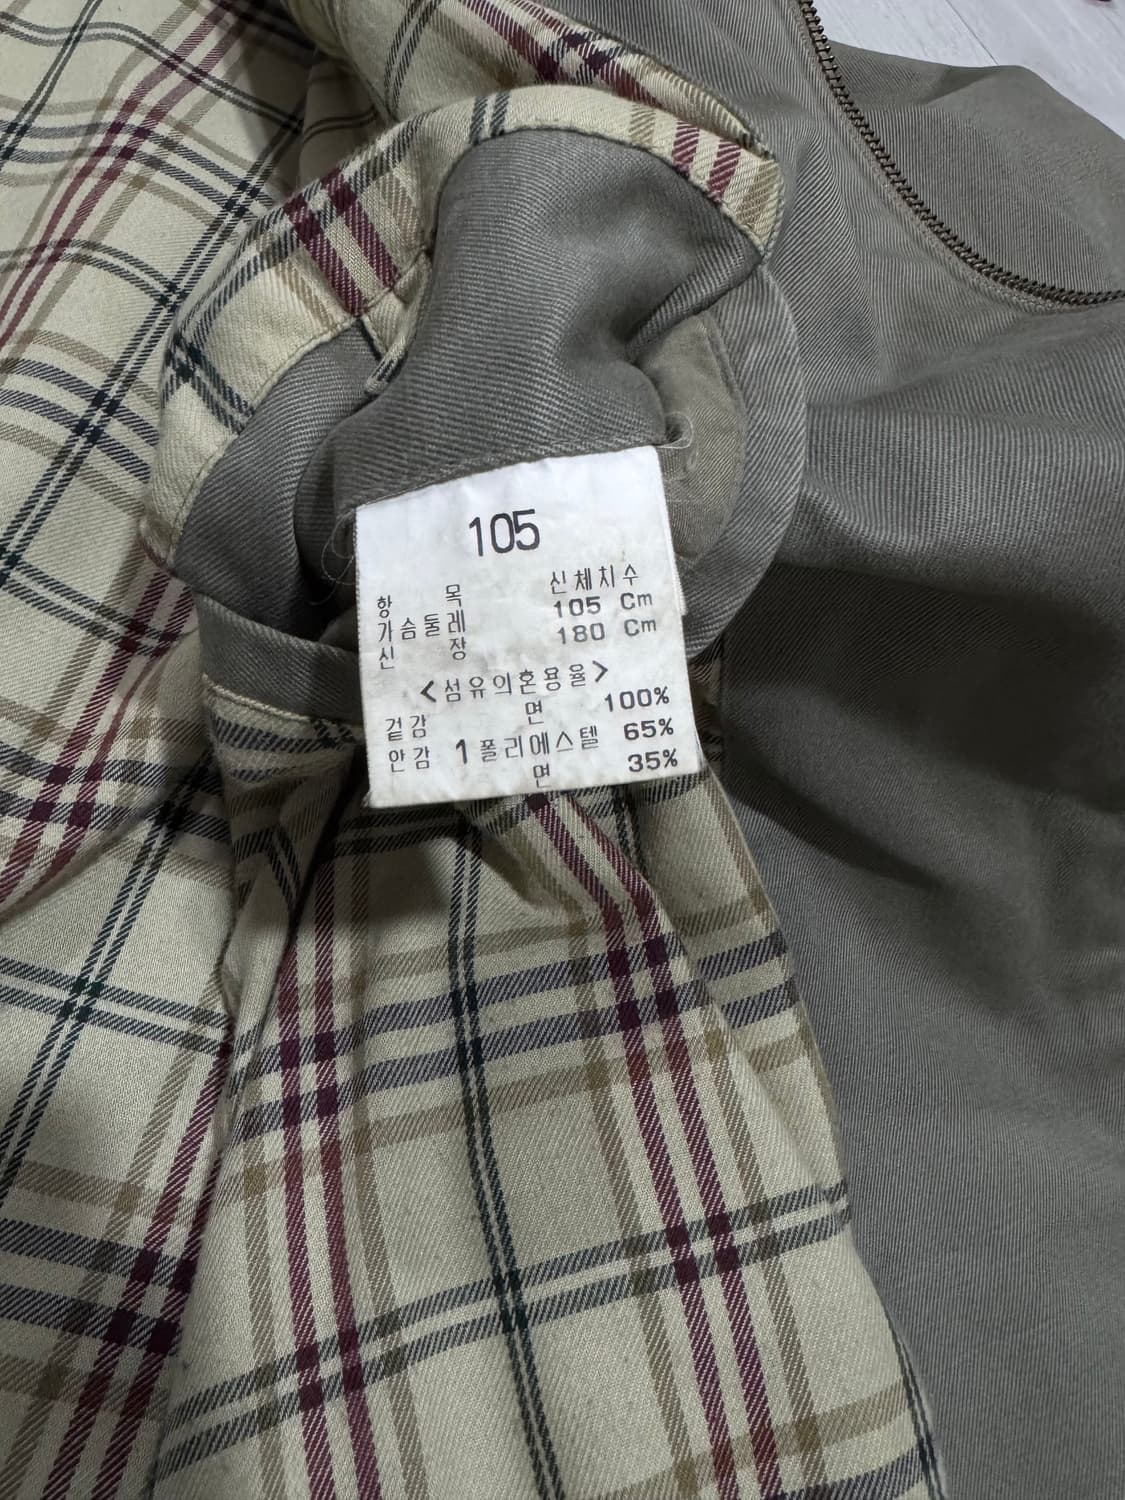 105
항 목 신체치수
가슴둘레 105 Cm
신 장 180 Cm
<섬유의혼용율>
겉감 면 100%
안감 1 폴리에스텔 65%
면 35%